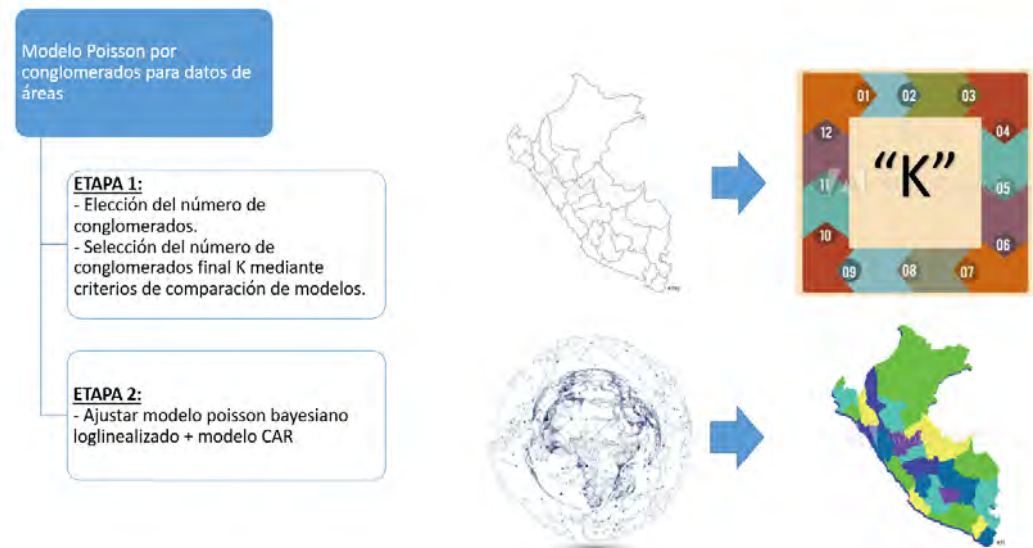 Modelo Poisson por
conglomerados para datos de
áreas
ETAPA 1:
- Elección del número de
conglomerados.
- Selección del número de
conglomerados final K mediante
criterios de comparación de modelos.
ETAPA 2:
- Ajustar modelo poisson bayesiano
loglinealizado + modelo CAR
01 02 03
12 04
"K"
11 05
10 06
09 08 07